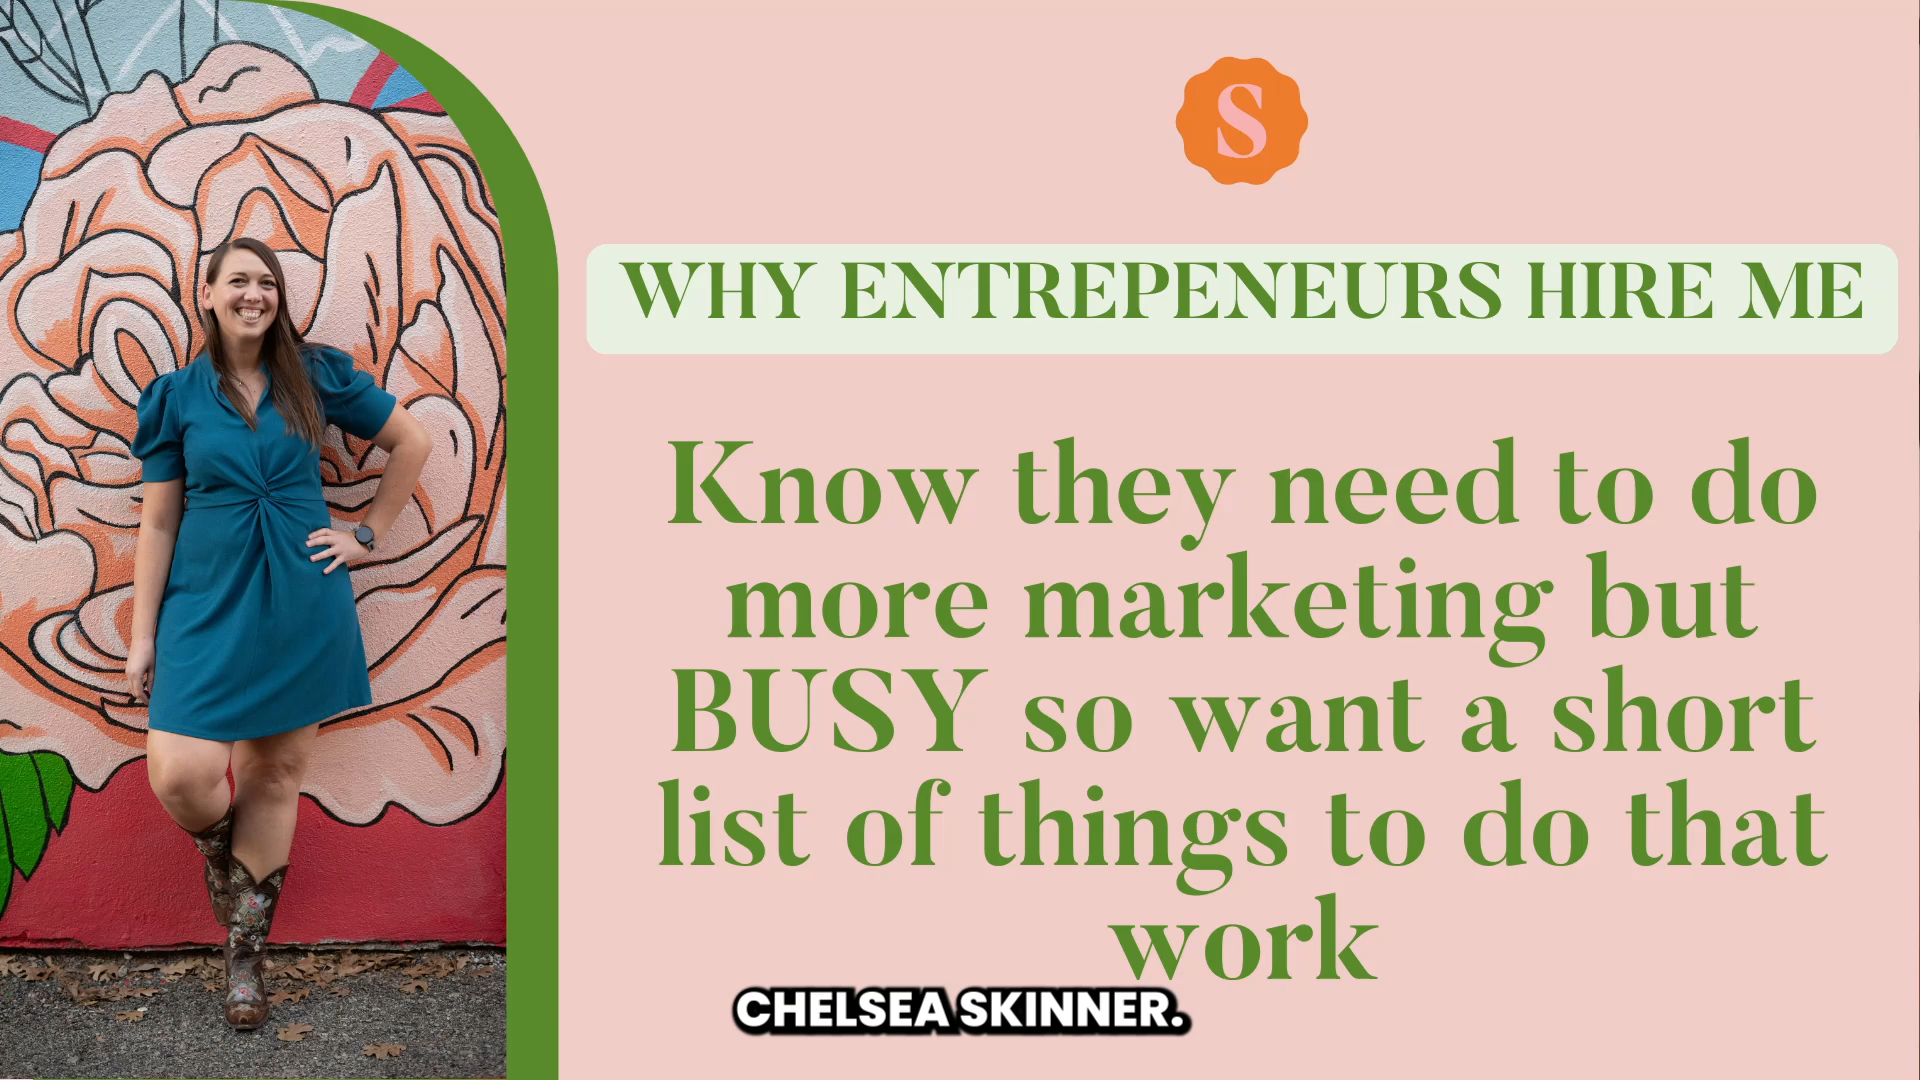 S
WHY ENTREPENEURS HIRE ME
Know they need to do
more marketing but
BUSY so want a short
list of things to do that
work
CHELSEA SKINNER.